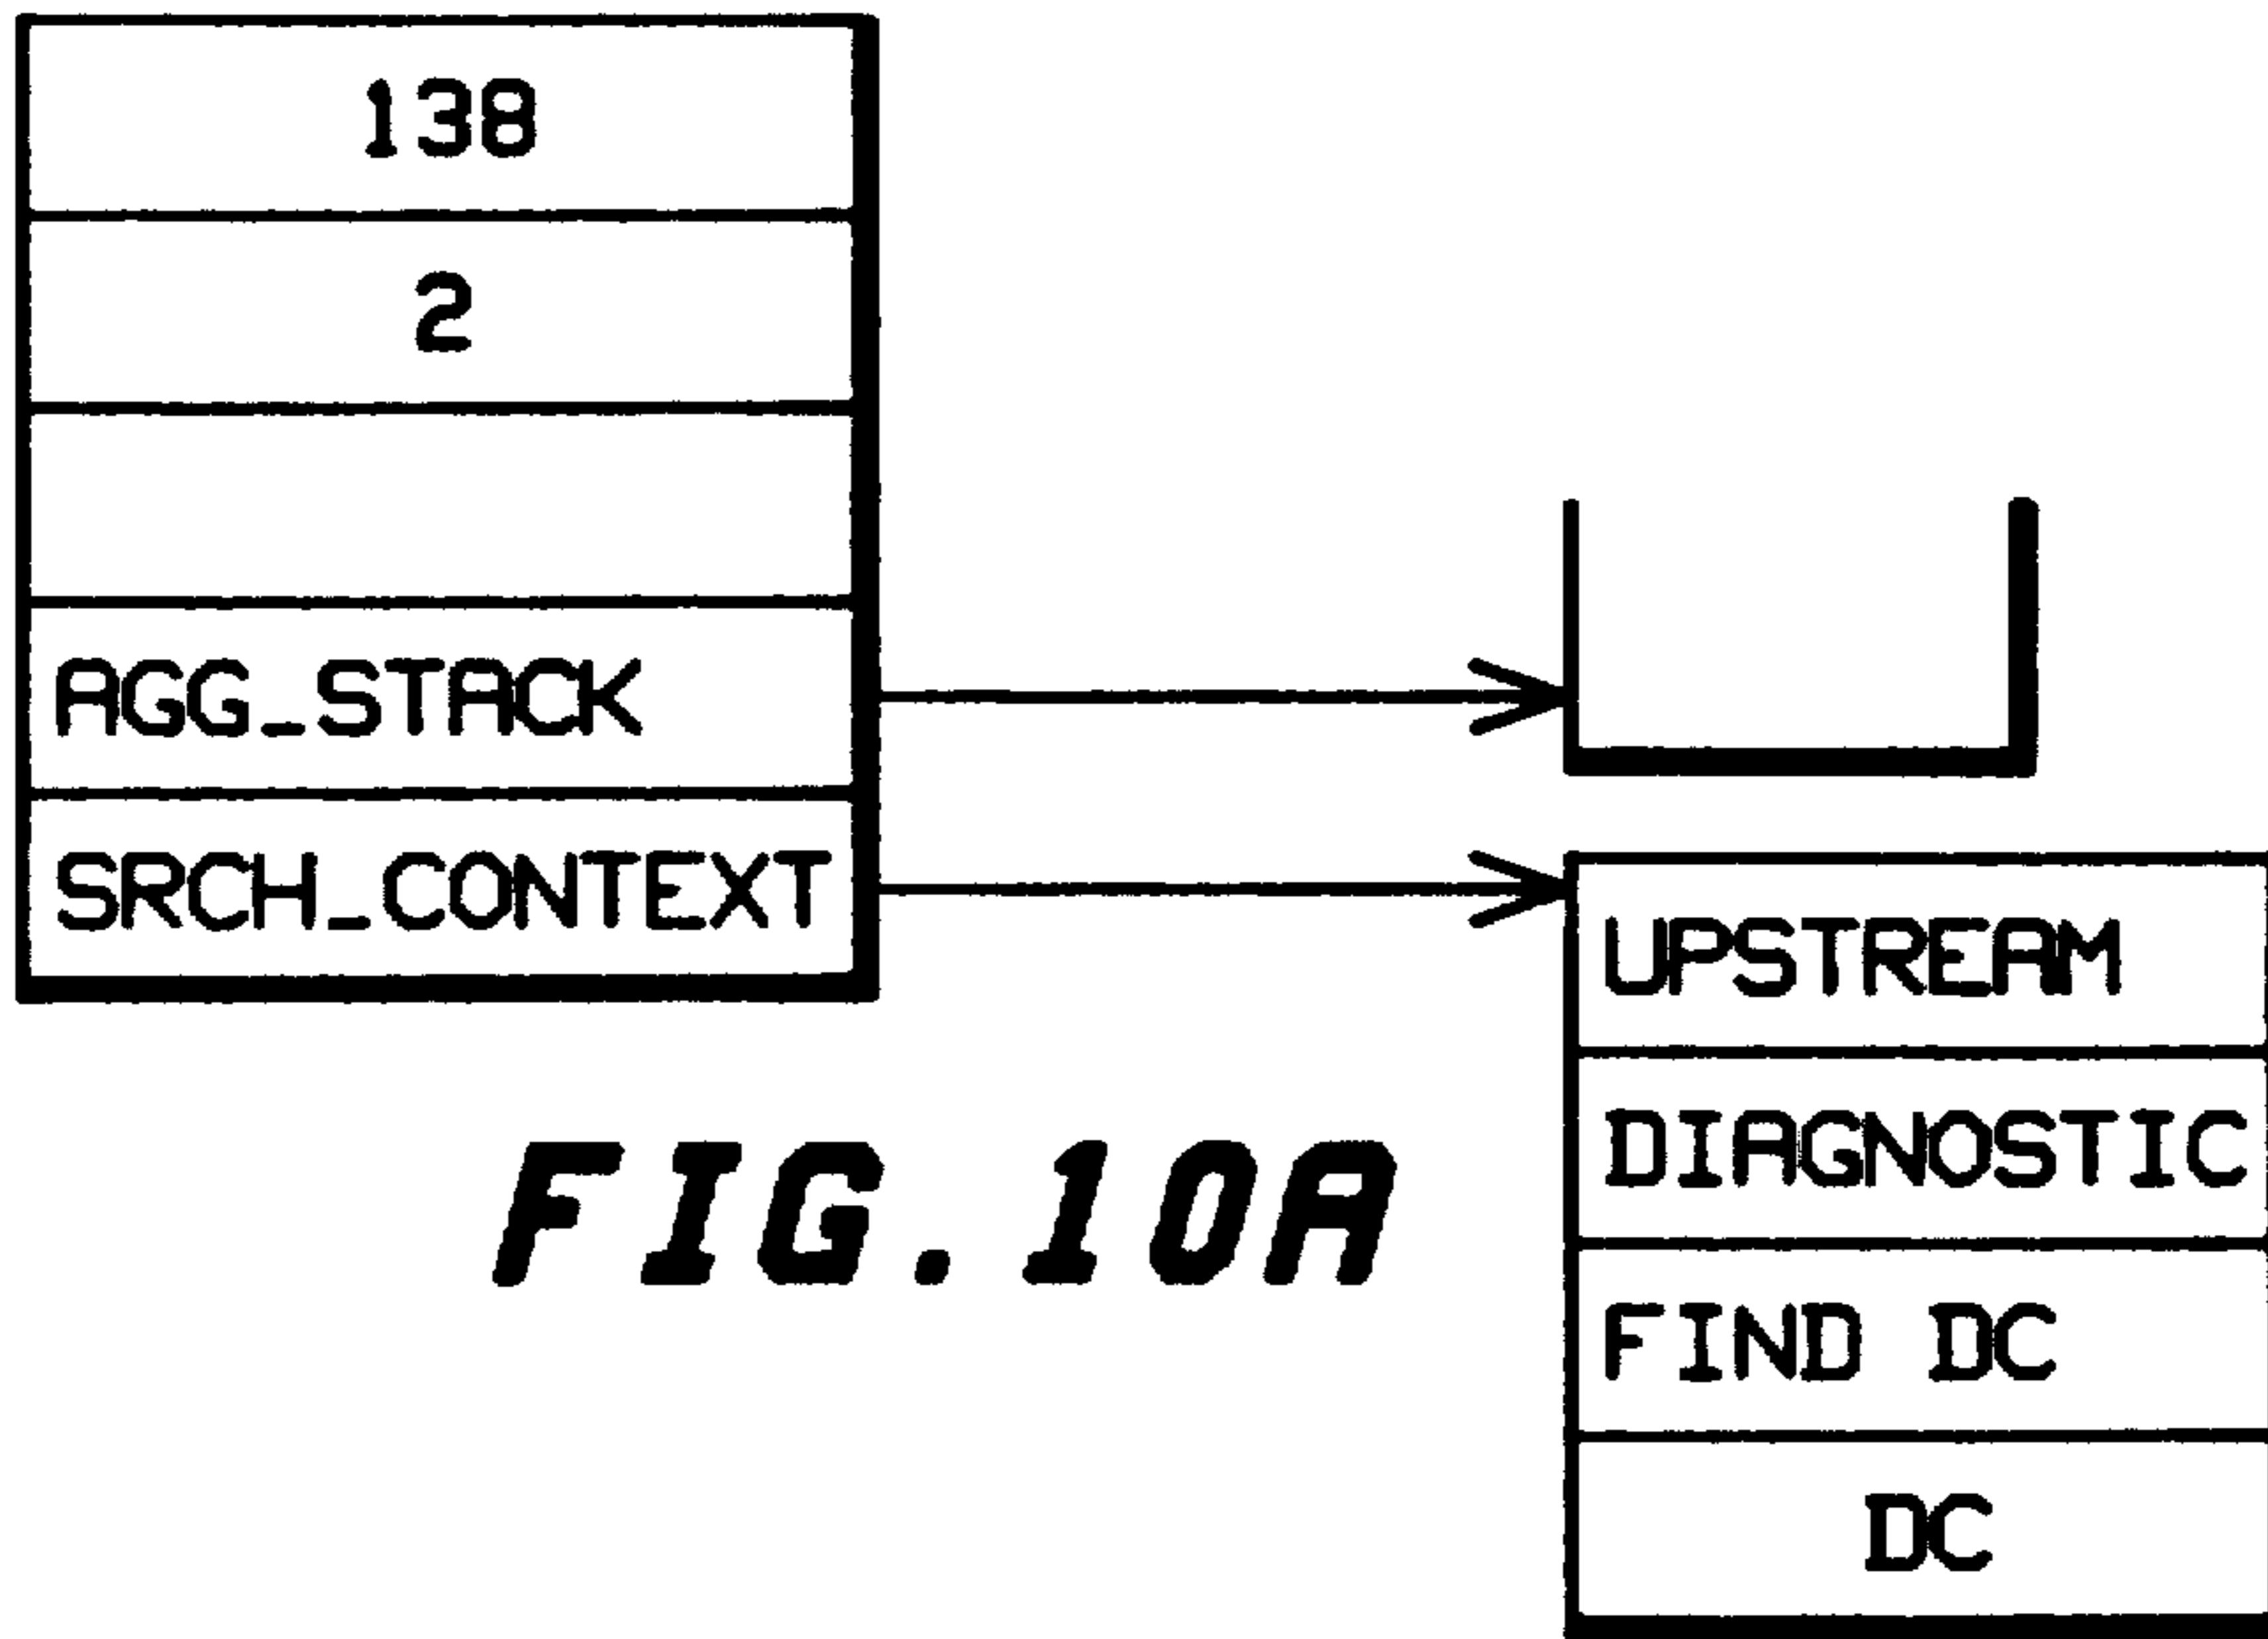 138
2
AGG_STACK
SRCH_CONTEXT
UPSTREAM
DIAGNOSTIC
FIND DC
DC
FIG. 10A